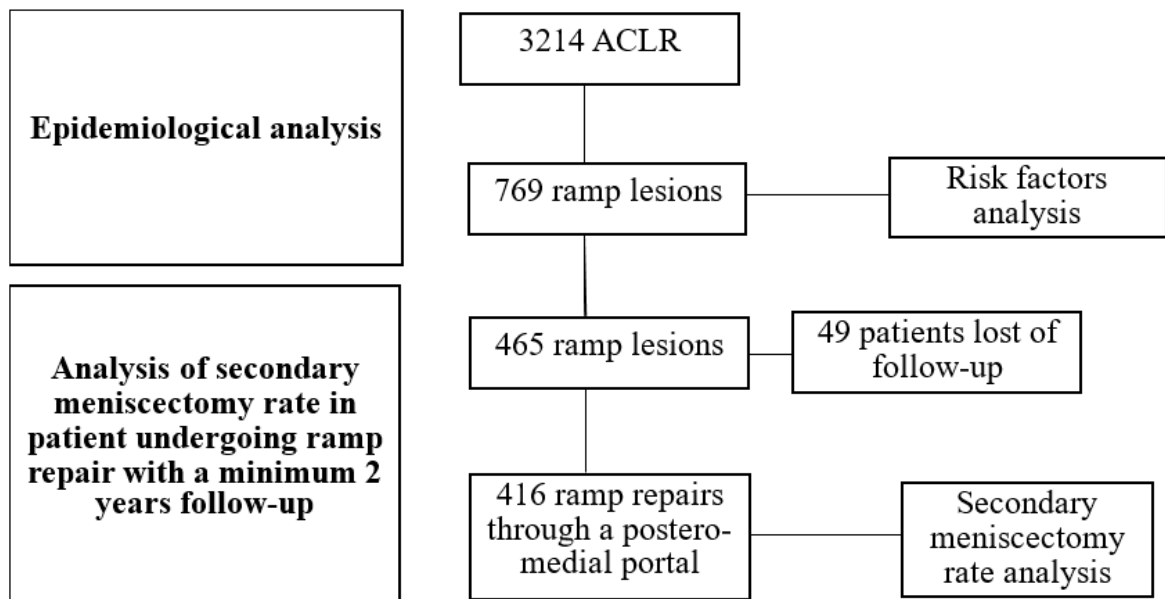 Epidemiological analysis
3214 ACLR
769 ramp lesions
Risk factors
analysis
Analysis of secondary
meniscectomy rate in
patient undergoing ramp
repair with a minimum 2
years follow-up
465 ramp lesions
49 patients lost of
follow-up
416 ramp repairs
through a postero-
medial portal
Secondary
meniscectomy
rate analysis